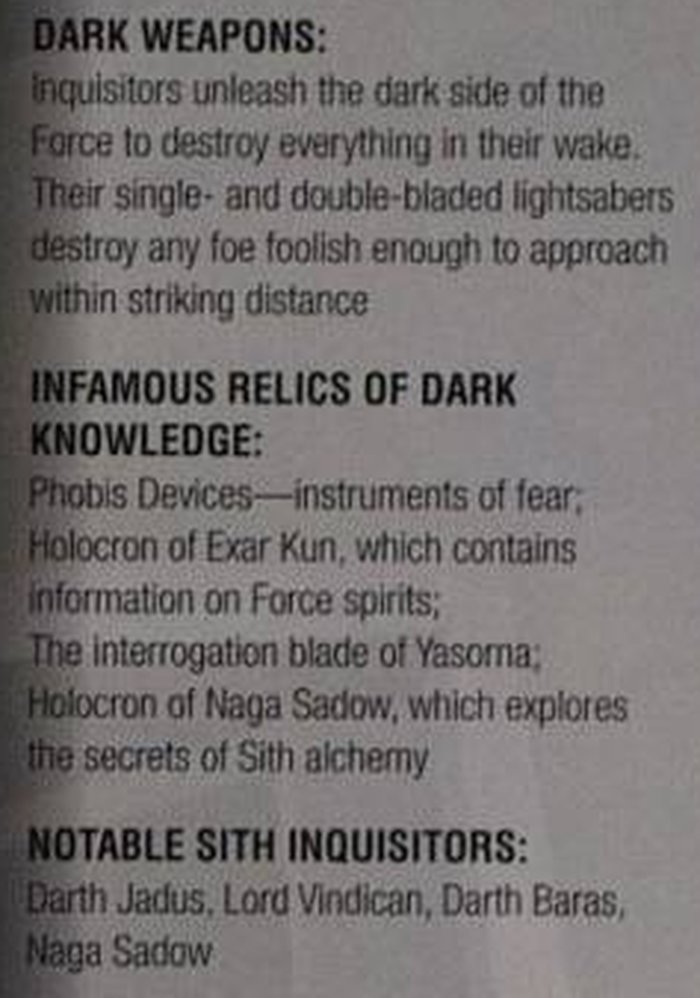 DARK WEAPONS:
Inquisitors unleash the dark side of the
Force to destroy everything in their wake.
Their single- and double-bladed lightsabers
destroy any foe foolish enough to approach
within striking distance
INFAMOUS RELICS OF DARK
KNOWLEDGE:
Phobis Devices—instruments of fear;
Holocron of Exar Kun, which contains
information on Force spirits;
The interrogation blade of Yasorna;
Holocron of Naga Sadow, which explores
the secrets of Sith alchemy
NOTABLE SITH INQUISITORS:
Darth Jadus, Lord Vindican, Darth Baras,
Naga Sadow